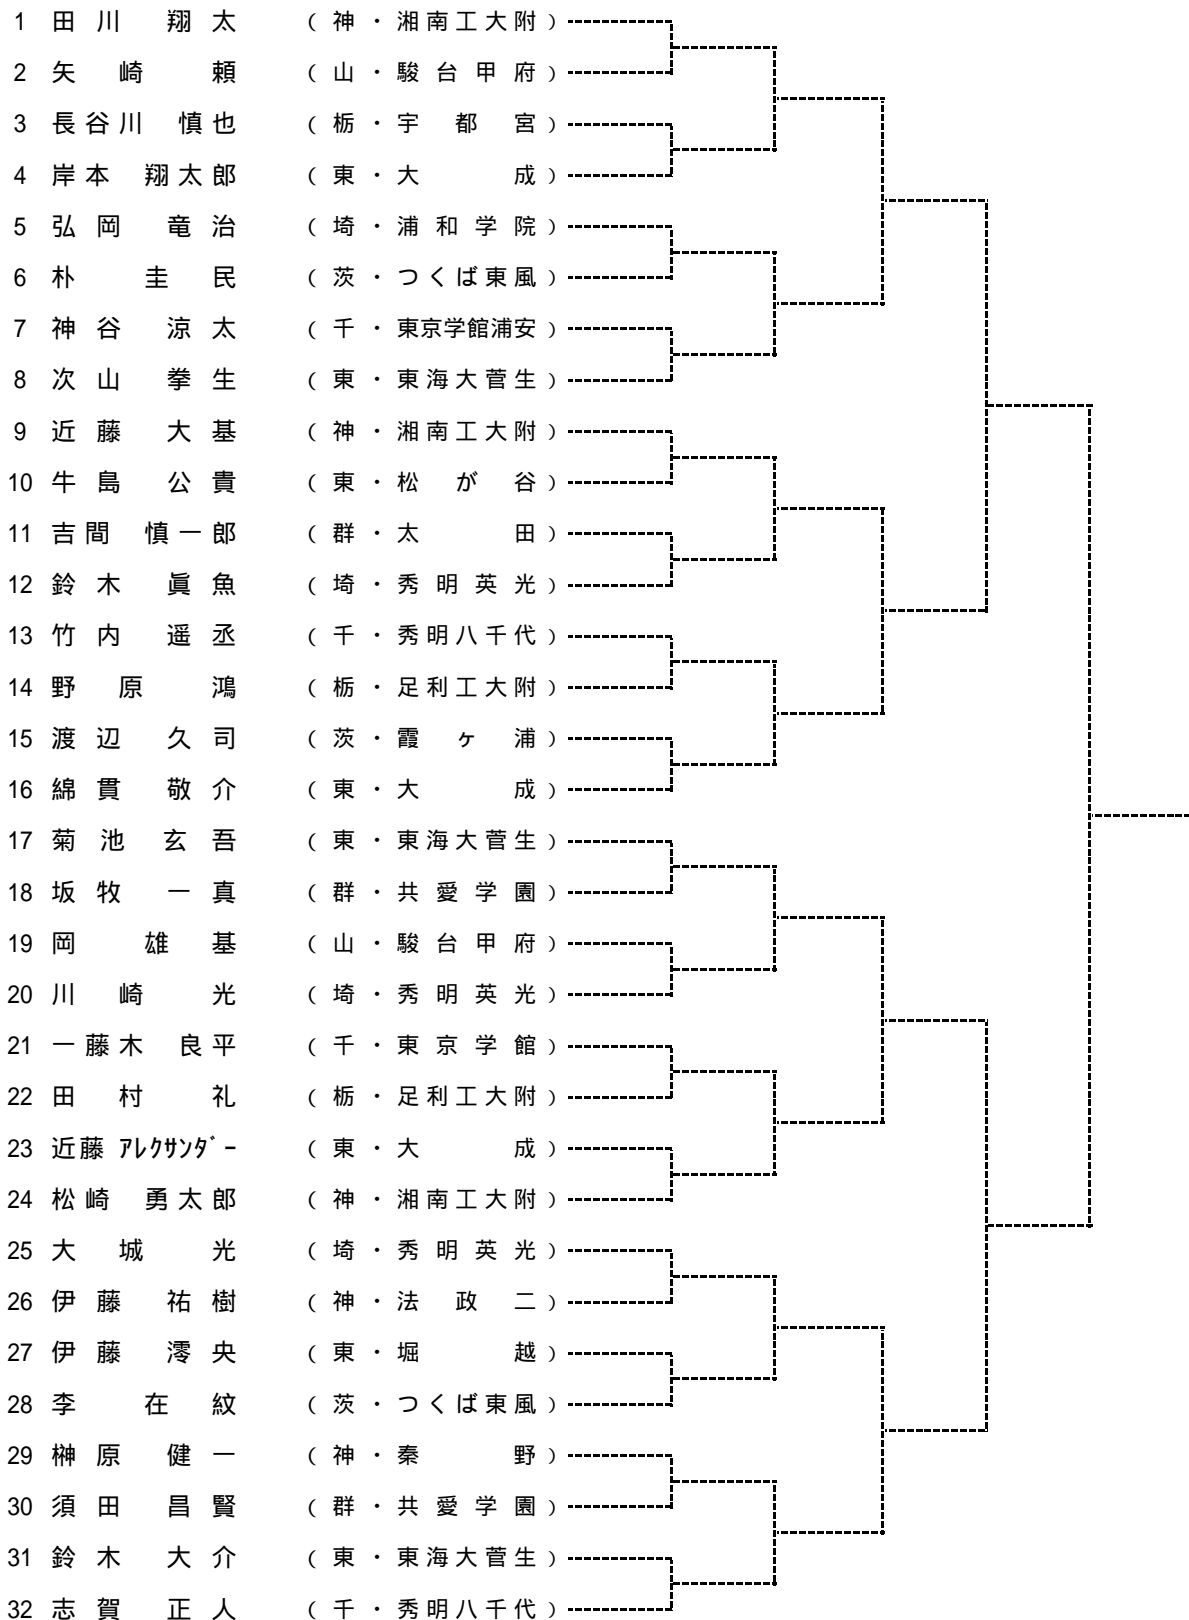 1 田川 翔太 (神・湘南工大附)
2 矢崎 頼 (山・駿台甲府)
3 長谷川 慎也 (栃・宇都宮)
4 岸本 翔太郎 (東・大成)
5 弘岡 竜治 (埼・浦和学院)
6 朴 圭民 (茨・つくば東風)
7 神谷 涼太 (千・東京学館浦安)
8 次山 拳生 (東・東海大菅生)
9 近藤 大基 (神・湘南工大附)
10 牛島 公貴 (東・松が谷)
11 吉間 慎一郎 (群・太田)
12 鈴木 眞魚 (埼・秀明英光)
13 竹内 遥丞 (千・秀明八千代)
14 野原 鴻 (栃・足利工大附)
15 渡辺 久司 (茨・霞ヶ浦)
16 綿貫 敬介 (東・大成)
17 菊池 玄吾 (東・東海大菅生)
18 坂牧 一真 (群・共愛学園)
19 岡 雄基 (山・駿台甲府)
20 川崎 光 (埼・秀明英光)
21 一藤木 良平 (千・東京学館)
22 田村 礼 (栃・足利工大附)
23 近藤 ｱﾚｸｻﾝﾀﾞｰ (東・大成)
24 松崎 勇太郎 (神・湘南工大附)
25 大城 光 (埼・秀明英光)
26 伊藤 祐樹 (神・法政二)
27 伊藤 澪央 (東・堀越)
28 李 在紋 (茨・つくば東風)
29 榊原 健一 (神・秦野)
30 須田 昌賢 (群・共愛学園)
31 鈴木 大介 (東・東海大菅生)
32 志賀 正人 (千・秀明八千代)